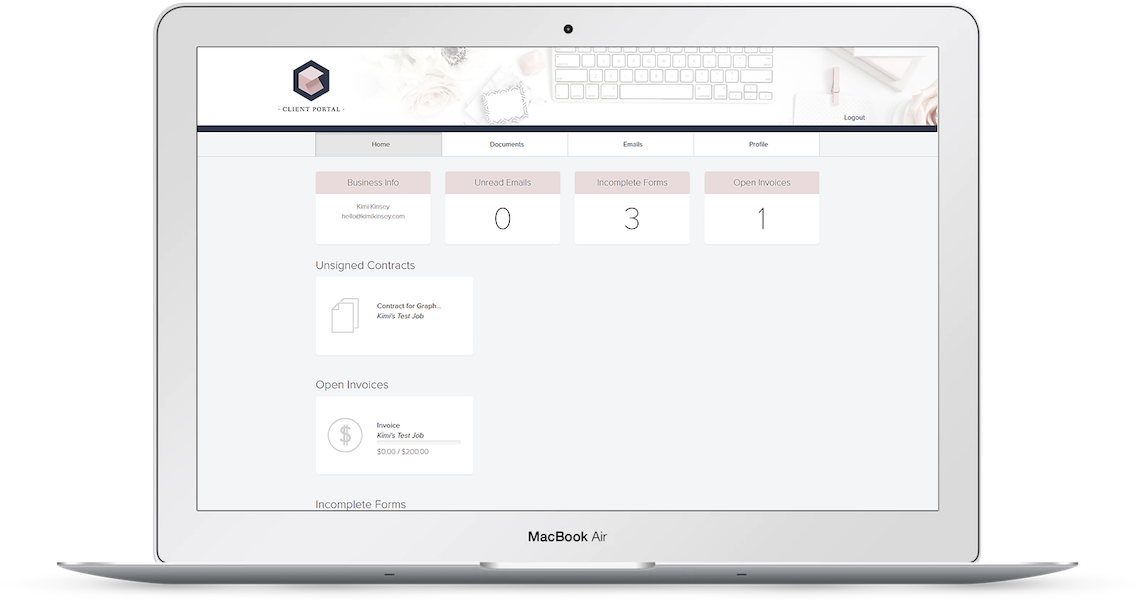 - CLIENT PORTAL -
Logout
Home
Documents
Emails
Profile
Business Info
Unread Emails
Incomplete Forms
Open Invoices
Kimi Kinsey
hello@kimikinsey.com
0
3
1
Unsigned Contracts
Contract for Graph...
Kimi's Test Job
Open Invoices
$
Invoice
Kimi's Test Job
$0.00 / $200.00
Incomplete Forms
MacBook Air